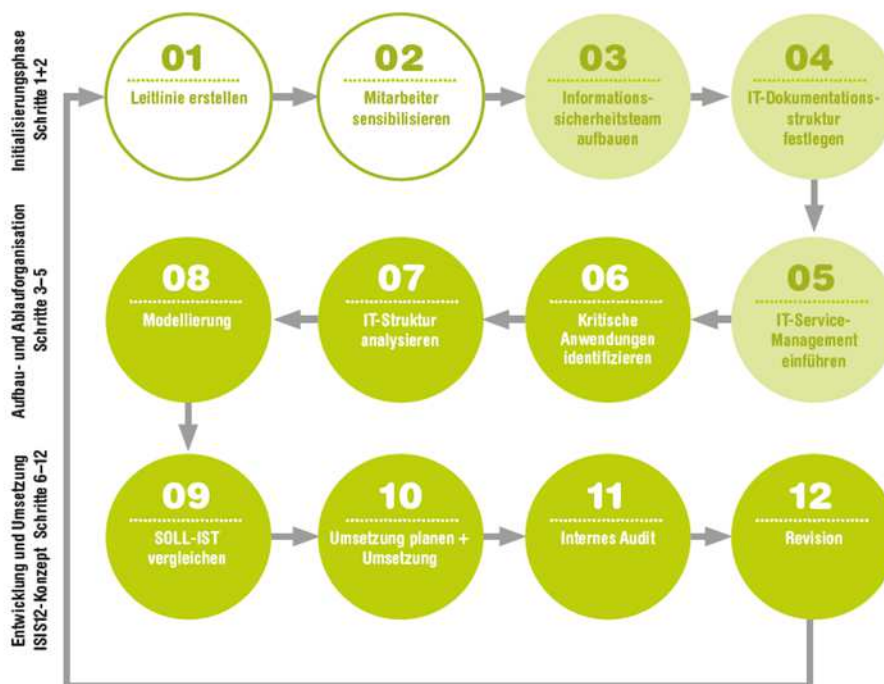 Initialisierungsphase
Schritte 1+2
01
Leitlinie erstellen
02
Mitarbeiter
sensibilisieren
03
Informations-
sicherheitsteam
aufbauen
04
IT-Dokumentations-
struktur
festlegen
Aufbau- und Ablauforganisation
Schritte 3–5
08
Modellierung
07
IT-Struktur
analysieren
06
Kritische
Anwendungen
identifizieren
05
IT-Service-
Management
einführen
Entwicklung und Umsetzung
ISIS12-Konzept Schritte 6–12
09
SOLL-IST
vergleichen
10
Umsetzung planen +
Umsetzung
11
Internes Audit
12
Revision